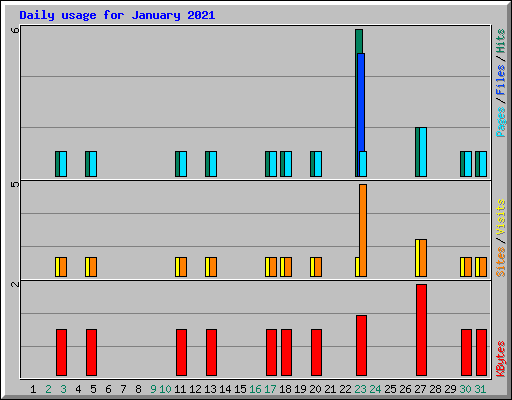 Daily usage for January 2021
6
Pages/Files/Hits
5
Sites/Visits
2
KBytes
1 2 3 4 5 6 7 8 9 10 11 12 13 14 15 16 17 18 19 20 21 22 23 24 25 26 27 28 29 30 31